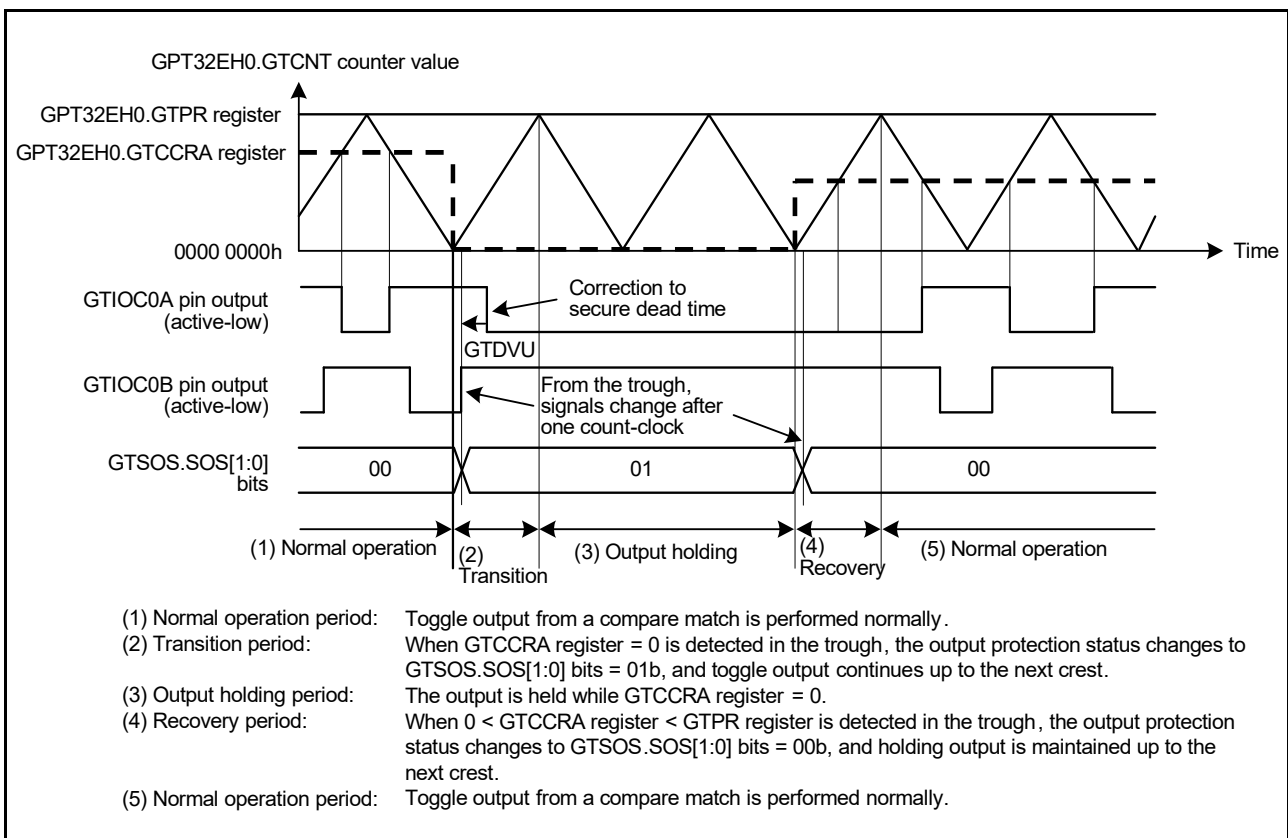 GPT32EH0.GTCNT counter value
GPT32EH0.GTPR register
GPT32EH0.GTCCRA register
0000 0000h
Time
GTIOC0A pin output
(active-low)
Correction to
secure dead time
GTDVU
GTIOC0B pin output
(active-low)
From the trough,
signals change after
one count-clock
GTSOS.SOS[1:0]
bits
00
01
00
(1) Normal operation
(2)
Transition
(3) Output holding
(4)
Recovery
(5) Normal operation
(1) Normal operation period: Toggle output from a compare match is performed normally.
(2) Transition period: When GTCCRA register = 0 is detected in the trough, the output protection status changes to
GTSOS.SOS[1:0] bits = 01b, and toggle output continues up to the next crest.
(3) Output holding period: The output is held while GTCCRA register = 0.
(4) Recovery period: When 0 < GTCCRA register < GTPR register is detected in the trough, the output protection
status changes to GTSOS.SOS[1:0] bits = 00b, and holding output is maintained up to the
next crest.
(5) Normal operation period: Toggle output from a compare match is performed normally.